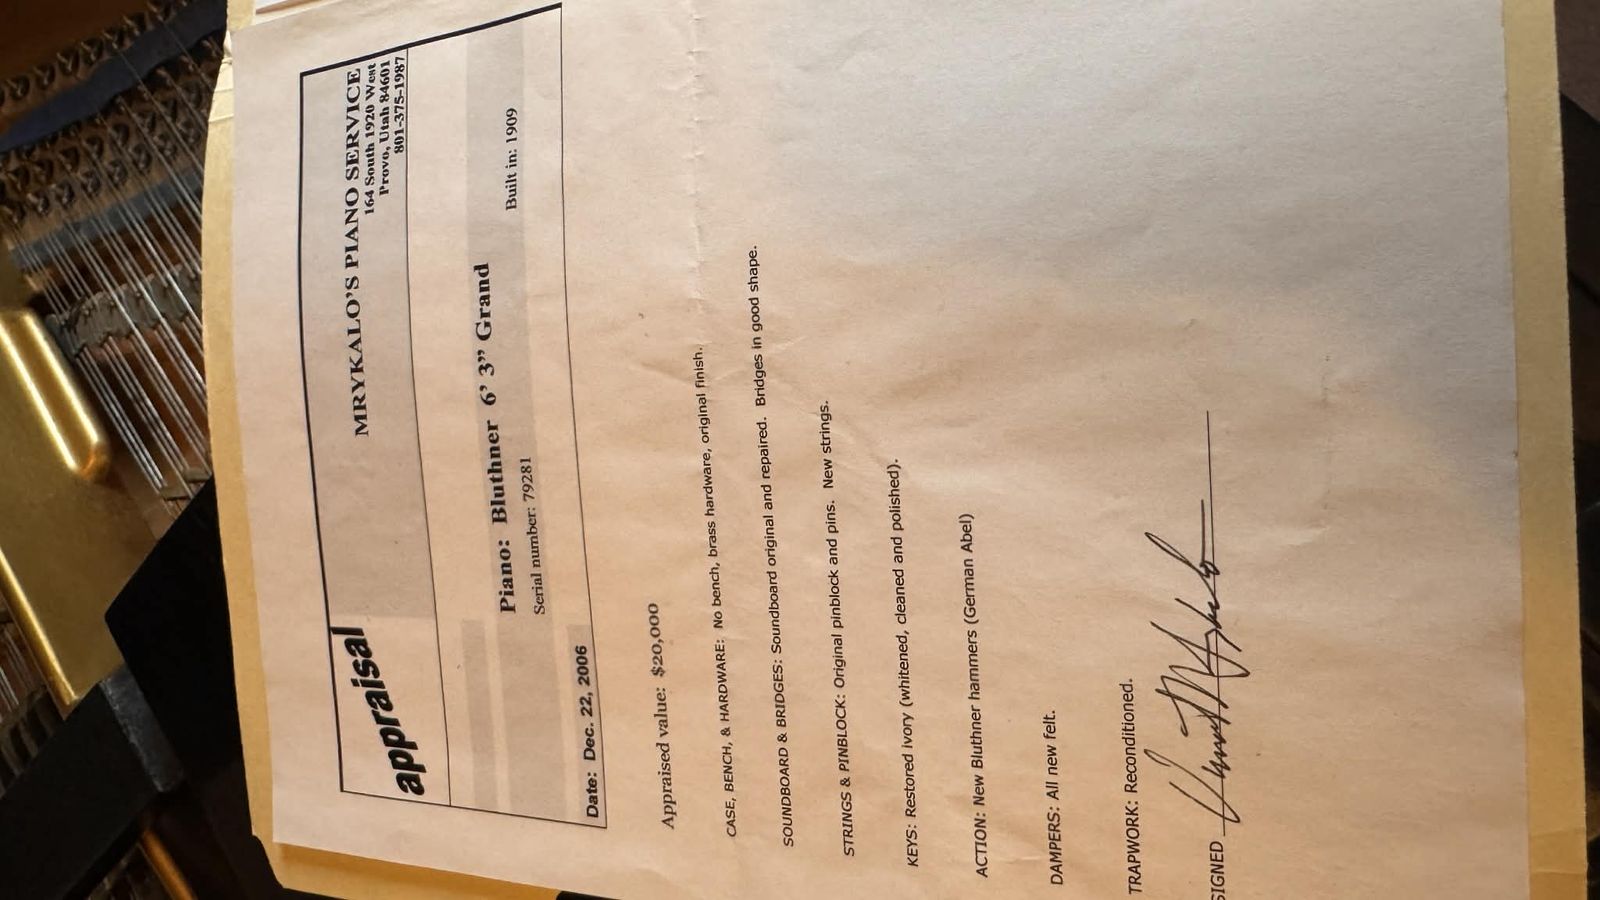 appraisal
MRYKALO'S PIANO SERVICE
164 South 1920 West
Provo, Utah 84601
801-375-1987
Piano: Bluthner 6' 3" Grand
Serial number: 79281 Built in: 1909
Date: Dec. 22, 2006
Appraised value: $20,000
CASE, BENCH, & HARDWARE: No bench, brass hardware, original finish.
SOUNDBOARD & BRIDGES: Soundboard original and repaired. Bridges in good shape.
STRINGS & PINBLOCK: Original pinblock and pins. New strings.
KEYS: Restored ivory (whitened, cleaned and polished).
ACTION: New Bluthner hammers (German Abel)
DAMPERS: All new felt.
TRAPWORK: Reconditioned.
SIGNED